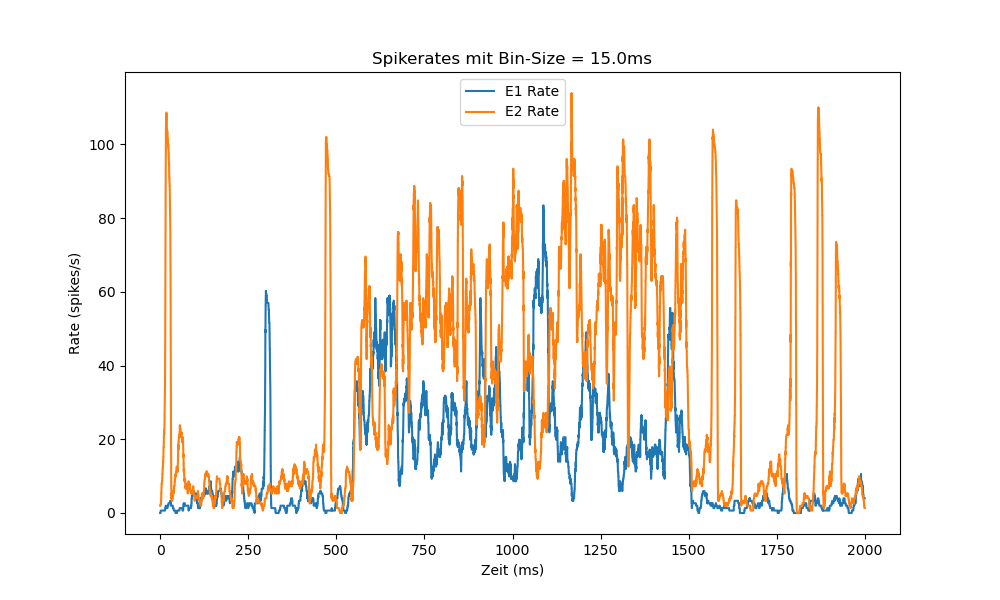 Spikerates mit Bin-Size = 15.0ms
E1 Rate
E2 Rate
Rate (spikes/s)
100
80
60
40
20
0
0 250 500 750 1000 1250 1500 1750 2000
Zeit (ms)